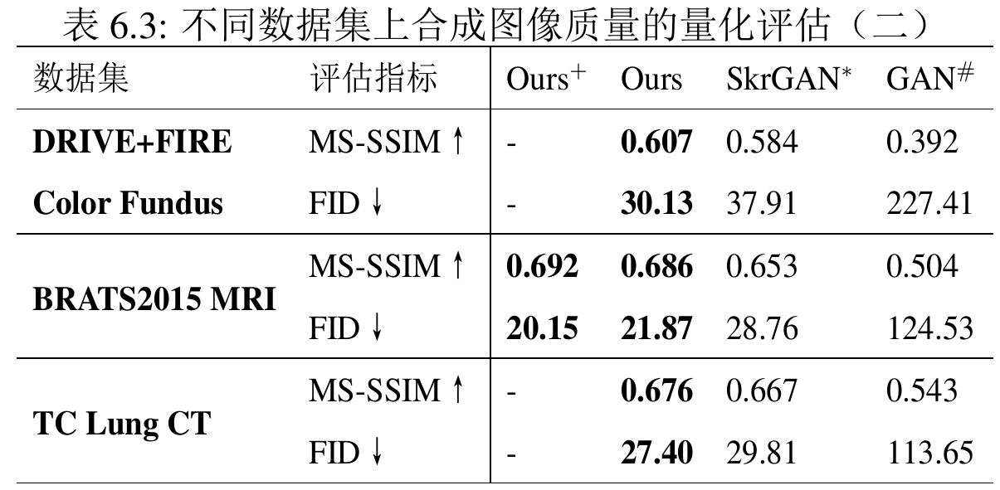 表 6.3: 不同数据集上合成图像质量的量化评估（二）
数据集 评估指标 Ours⁺ Ours SkrGAN* GAN#
DRIVE+FIRE MS-SSIM ↑ - 0.607 0.584 0.392
Color Fundus FID ↓ - 30.13 37.91 227.41
MS-SSIM ↑ 0.692 0.686 0.653 0.504
BRATS2015 MRI
FID ↓ 20.15 21.87 28.76 124.53
MS-SSIM ↑ - 0.676 0.667 0.543
TC Lung CT
FID ↓ - 27.40 29.81 113.65